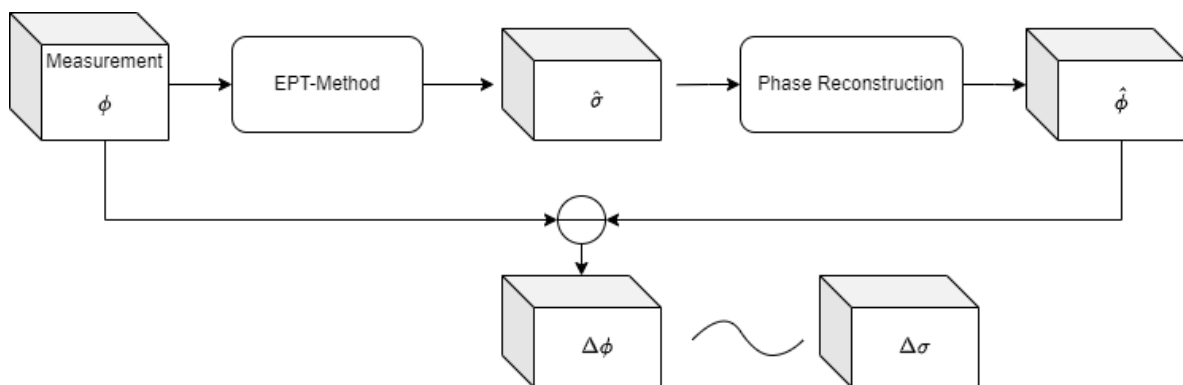 Measurement
ϕ
EPT-Method
σ̂
Phase Reconstruction
ϕ̂
Δϕ
Δσ